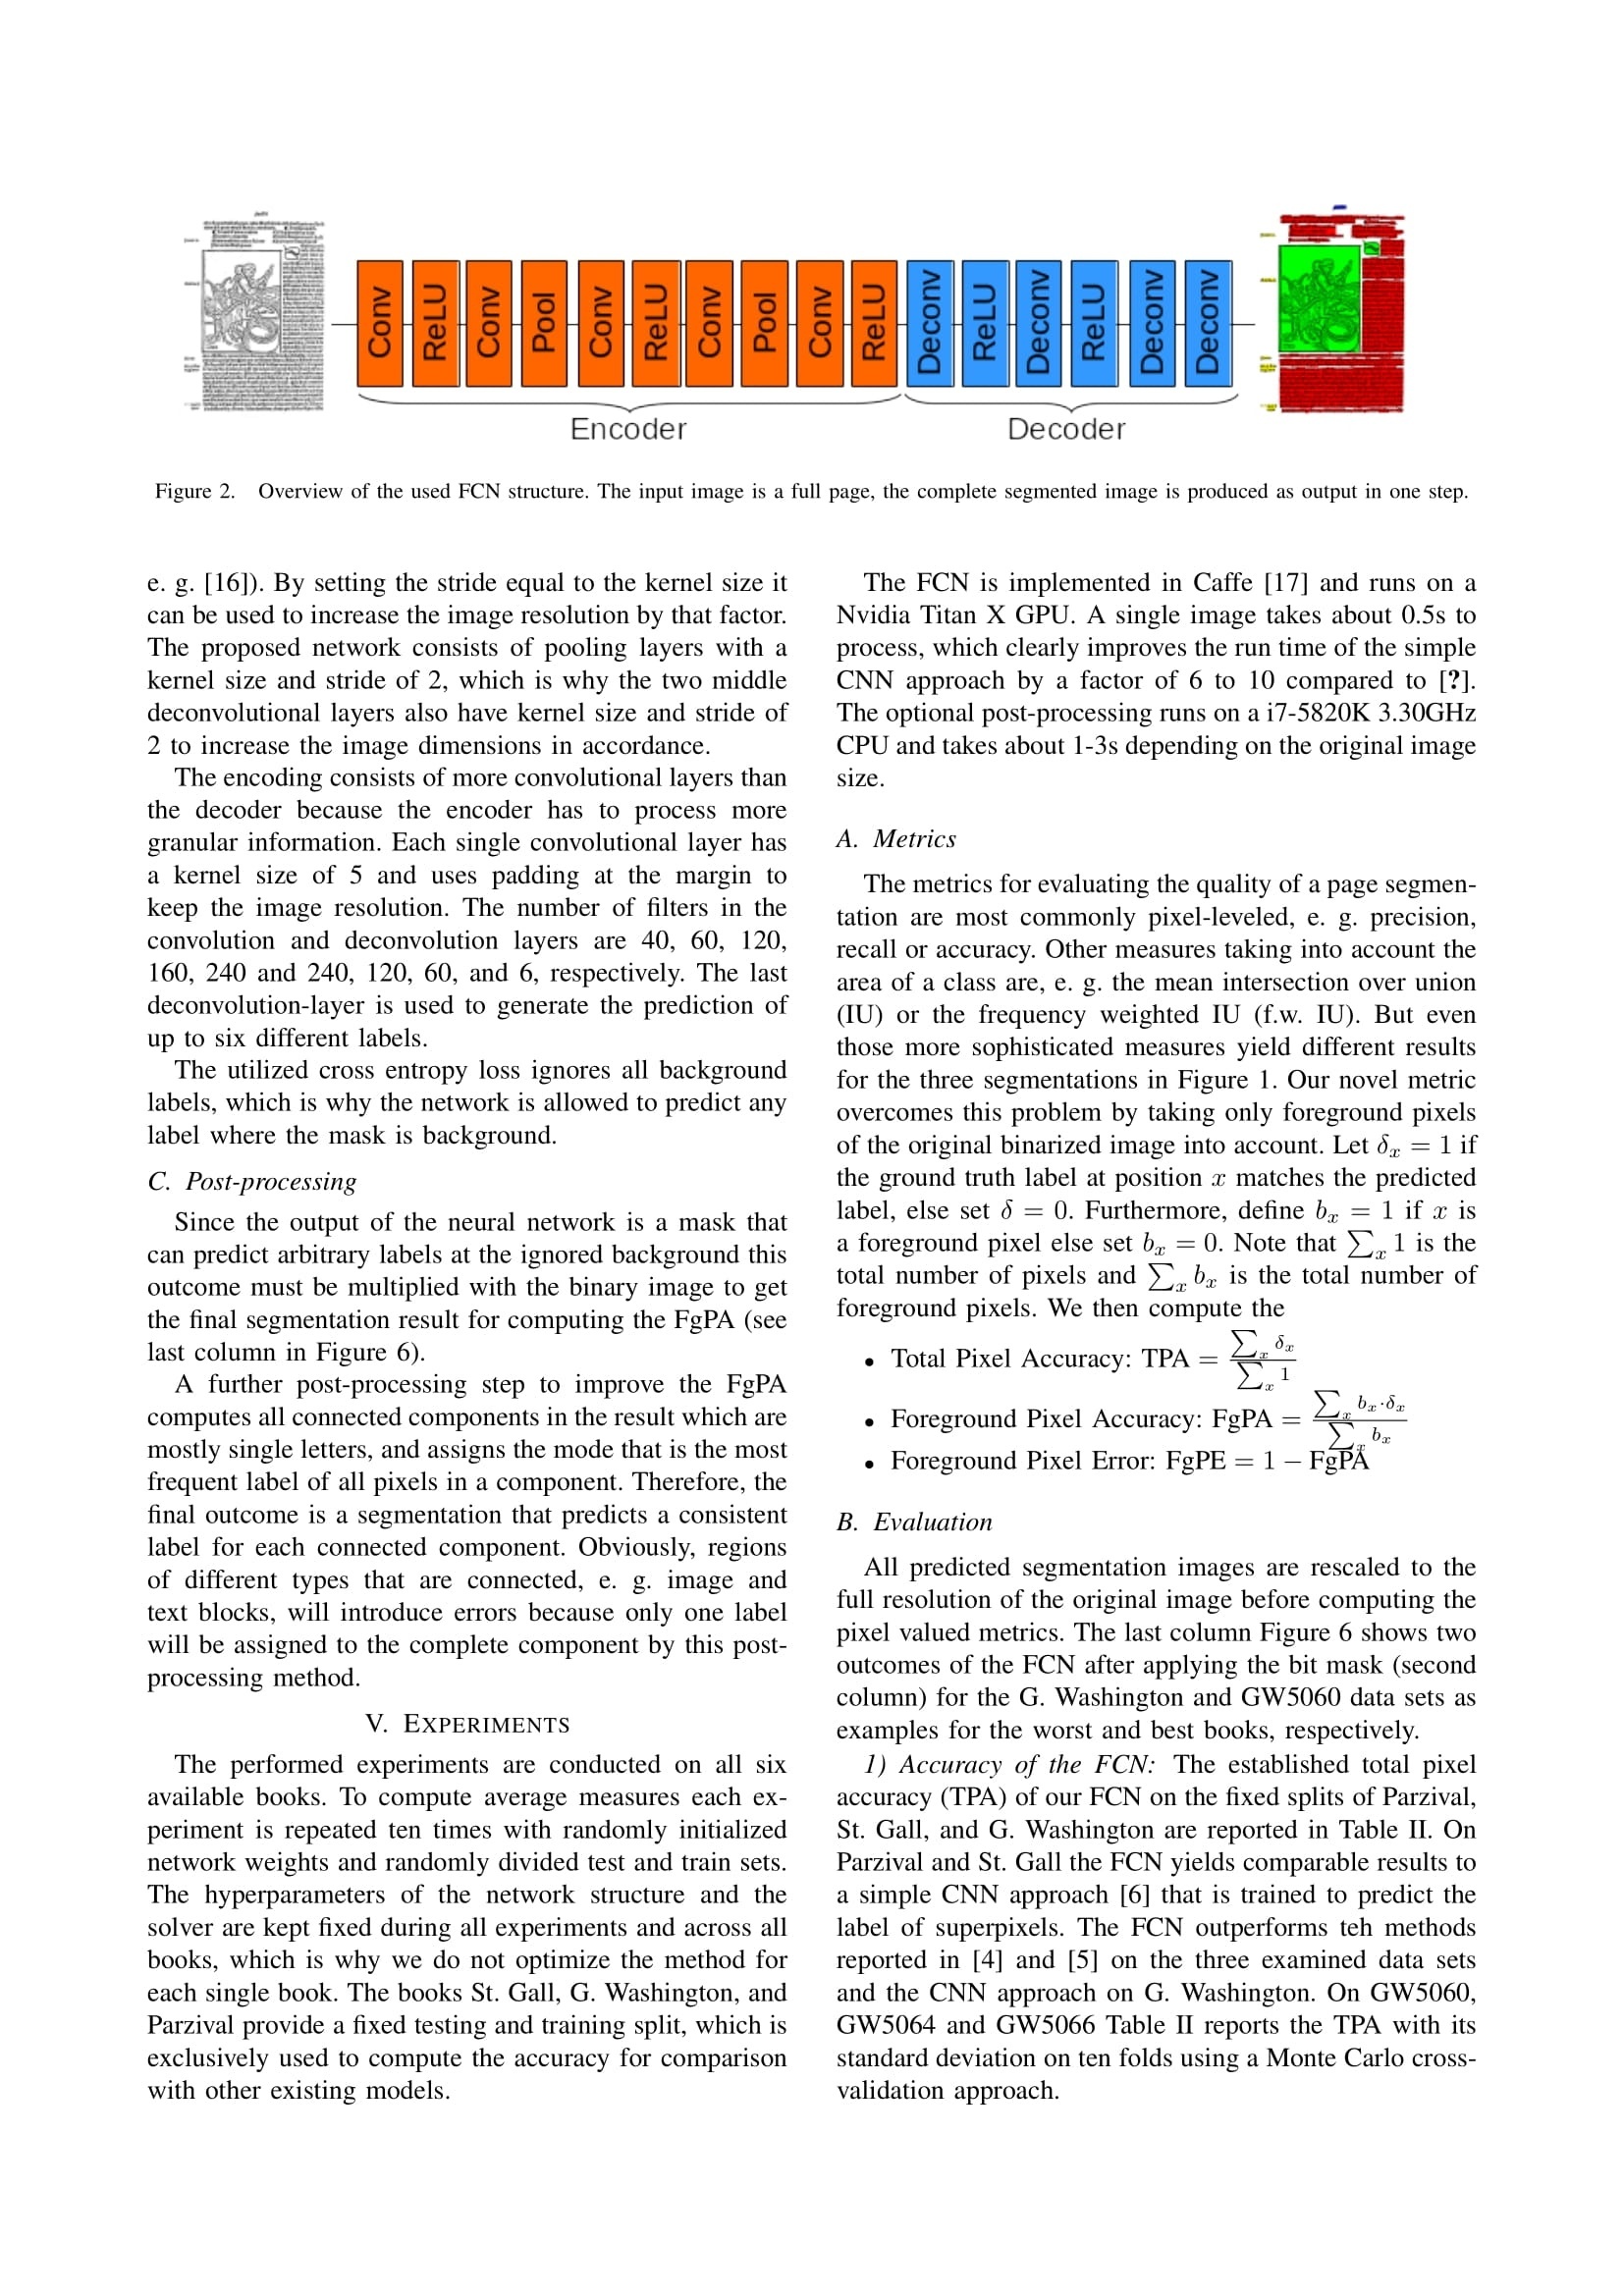 Conv ReLU Conv Pool Conv ReLU Conv Pool Conv ReLU Deconv ReLU Deconv ReLU Deconv Deconv
Encoder Decoder
Figure 2. Overview of the used FCN structure. The input image is a full page, the complete segmented image is produced as output in one step.
e. g. [16]). By setting the stride equal to the kernel size it
can be used to increase the image resolution by that factor.
The proposed network consists of pooling layers with a
kernel size and stride of 2, which is why the two middle
deconvolutional layers also have kernel size and stride of
2 to increase the image dimensions in accordance.
The encoding consists of more convolutional layers than
the decoder because the encoder has to process more
granular information. Each single convolutional layer has
a kernel size of 5 and uses padding at the margin to
keep the image resolution. The number of filters in the
convolution and deconvolution layers are 40, 60, 120,
160, 240 and 240, 120, 60, and 6, respectively. The last
deconvolution-layer is used to generate the prediction of
up to six different labels.
The utilized cross entropy loss ignores all background
labels, which is why the network is allowed to predict any
label where the mask is background.
C. Post-processing
Since the output of the neural network is a mask that
can predict arbitrary labels at the ignored background this
outcome must be multiplied with the binary image to get
the final segmentation result for computing the FgPA (see
last column in Figure 6).
A further post-processing step to improve the FgPA
computes all connected components in the result which are
mostly single letters, and assigns the mode that is the most
frequent label of all pixels in a component. Therefore, the
final outcome is a segmentation that predicts a consistent
label for each connected component. Obviously, regions
of different types that are connected, e. g. image and
text blocks, will introduce errors because only one label
will be assigned to the complete component by this post-
processing method.
V. EXPERIMENTS
The performed experiments are conducted on all six
available books. To compute average measures each ex-
periment is repeated ten times with randomly initialized
network weights and randomly divided test and train sets.
The hyperparameters of the network structure and the
solver are kept fixed during all experiments and across all
books, which is why we do not optimize the method for
each single book. The books St. Gall, G. Washington, and
Parzival provide a fixed testing and training split, which is
exclusively used to compute the accuracy for comparison
with other existing models.
The FCN is implemented in Caffe [17] and runs on a
Nvidia Titan X GPU. A single image takes about 0.5s to
process, which clearly improves the run time of the simple
CNN approach by a factor of 6 to 10 compared to [?].
The optional post-processing runs on a i7-5820K 3.30GHz
CPU and takes about 1-3s depending on the original image
size.
A. Metrics
The metrics for evaluating the quality of a page segmen-
tation are most commonly pixel-leveled, e. g. precision,
recall or accuracy. Other measures taking into account the
area of a class are, e. g. the mean intersection over union
(IU) or the frequency weighted IU (f.w. IU). But even
those more sophisticated measures yield different results
for the three segmentations in Figure 1. Our novel metric
overcomes this problem by taking only foreground pixels
of the original binarized image into account. Let δₓ = 1 if
the ground truth label at position x matches the predicted
label, else set δ = 0. Furthermore, define bₓ = 1 if x is
a foreground pixel else set bₓ = 0. Note that ∑ₓ 1 is the
total number of pixels and ∑ₓ bₓ is the total number of
foreground pixels. We then compute the
• Total Pixel Accuracy: TPA = ∑ₓ δₓ / ∑ₓ 1
• Foreground Pixel Accuracy: FgPA = ∑ₓ bₓ·δₓ / ∑ₓ bₓ
• Foreground Pixel Error: FgPE = 1 − FgPA
B. Evaluation
All predicted segmentation images are rescaled to the
full resolution of the original image before computing the
pixel valued metrics. The last column Figure 6 shows two
outcomes of the FCN after applying the bit mask (second
column) for the G. Washington and GW5060 data sets as
examples for the worst and best books, respectively.
1) Accuracy of the FCN: The established total pixel
accuracy (TPA) of our FCN on the fixed splits of Parzival,
St. Gall, and G. Washington are reported in Table II. On
Parzival and St. Gall the FCN yields comparable results to
a simple CNN approach [6] that is trained to predict the
label of superpixels. The FCN outperforms teh methods
reported in [4] and [5] on the three examined data sets
and the CNN approach on G. Washington. On GW5060,
GW5064 and GW5066 Table II reports the TPA with its
standard deviation on ten folds using a Monte Carlo cross-
validation approach.